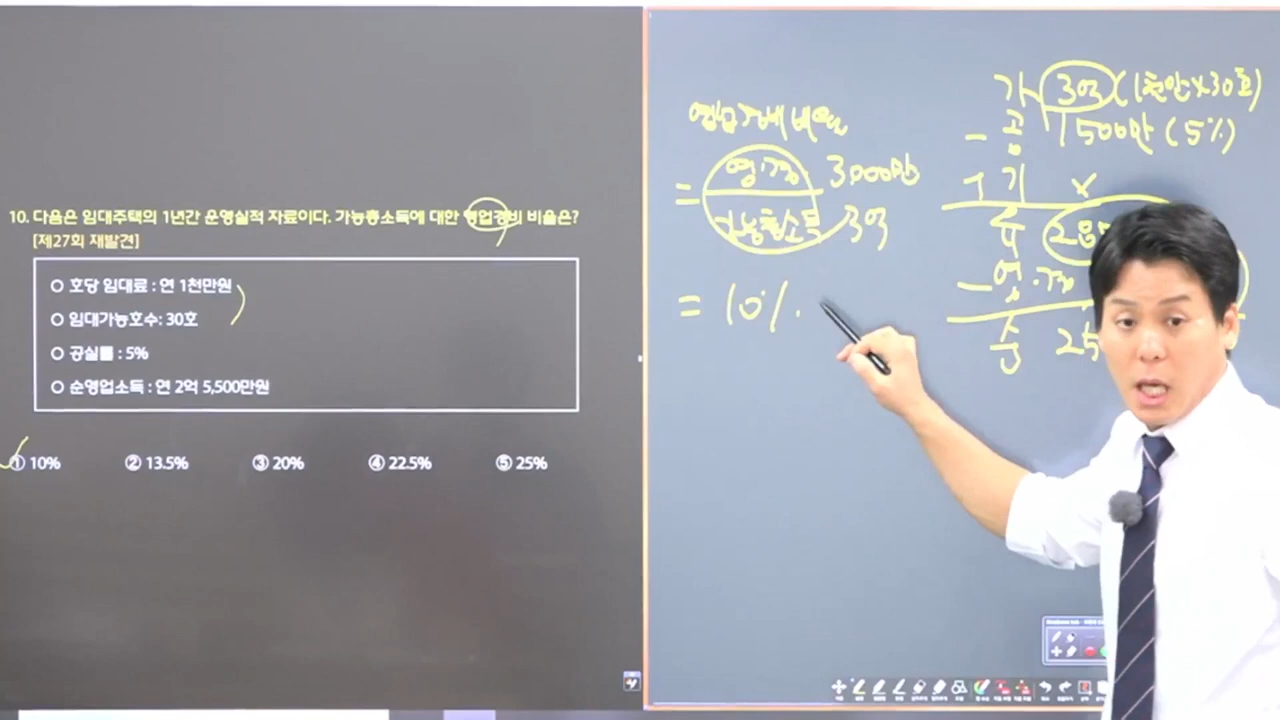 10. 다음은 임대주택의 1년간 운영실적 자료이다. 가능총소득에 대한 영업경비 비율은?
[제27회 재발견]
○ 호당 임대료 : 연 1천만원
○ 임대가능호수: 30호
○ 공실률 : 5%
○ 순영업소득 : 연 2억 5,500만원
① 10% ② 13.5% ③ 20% ④ 22.5% ⑤ 25%
영업경비 비율
= 영·경 3,000만
가능총소득 3억
= 10%.
가 3억 (1천만×30호)
- 공 1500만 (5%)
+ 기 ×
유 285
- 영·경
순 25